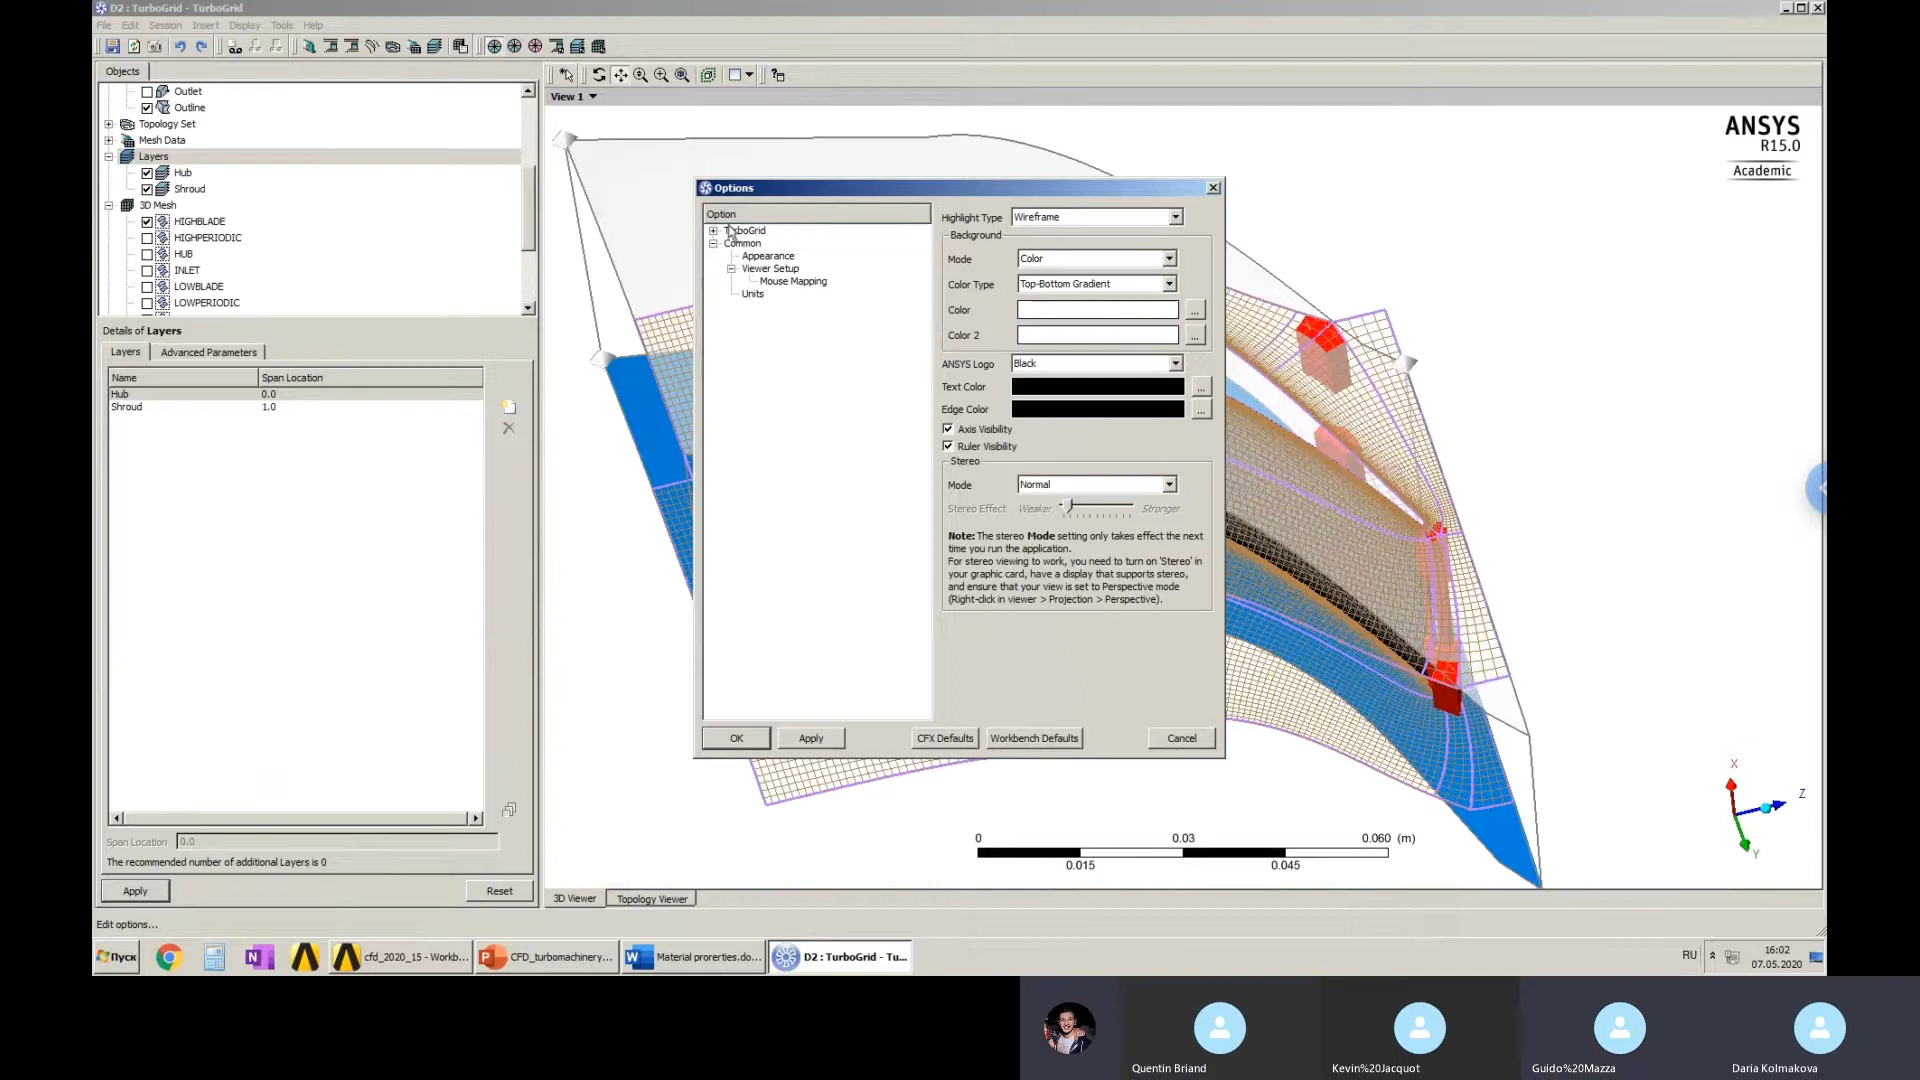 D2 : TurboGrid - TurboGrid
File Edit Session Insert Display Tools Help
Objects
Outlet
Outline
Topology Set
Mesh Data
Layers
Hub
Shroud
3D Mesh
HIGHBLADE
HIGHPERIODIC
HUB
INLET
LOWBLADE
LOWPERIODIC
Details of Layers
Layers Advanced Parameters
Name Span Location
Hub 0.0
Shroud 1.0
Span Location 0.0
The recommended number of additional Layers is 0
Apply Reset
View 1
ANSYS
R15.0
Academic
Options
Option
TurboGrid
Common
Appearance
Viewer Setup
Mouse Mapping
Units
Highlight Type Wireframe
Background
Mode Color
Color Type Top-Bottom Gradient
Color ...
Color 2 ...
ANSYS Logo Black
Text Color ...
Edge Color ...
Axis Visibility
Ruler Visibility
Stereo
Mode Normal
Stereo Effect Weaker Stronger
Note: The stereo Mode setting only takes effect the next
time you run the application.
For stereo viewing to work, you need to turn on 'Stereo' in
your graphic card, have a display that supports stereo,
and ensure that your view is set to Perspective mode
(Right-click in viewer > Projection > Perspective).
OK Apply CFX Defaults Workbench Defaults Cancel
X
Z
Y
0 0.03 0.060 (m)
0.015 0.045
3D Viewer Topology Viewer
Edit options...
Пуск
cfd_2020_15 - Workb...
CFD_turbomachinery...
Material prorerties.do...
D2 : TurboGrid - Tu...
RU
16:02
07.05.2020
Quentin Briand
Kevin%20Jacquot
Guido%20Mazza
Daria Kolmakova